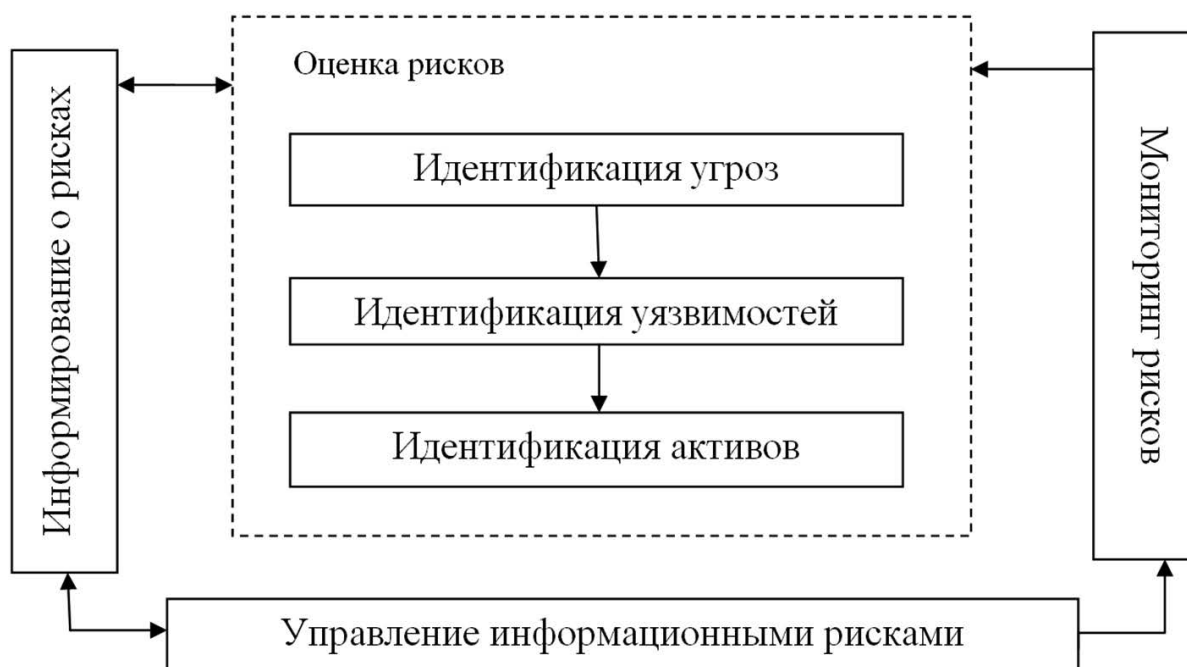 Информирование о рисках
Оценка рисков
Идентификация угроз
Идентификация уязвимостей
Идентификация активов
Мониторинг рисков
Управление информационными рисками